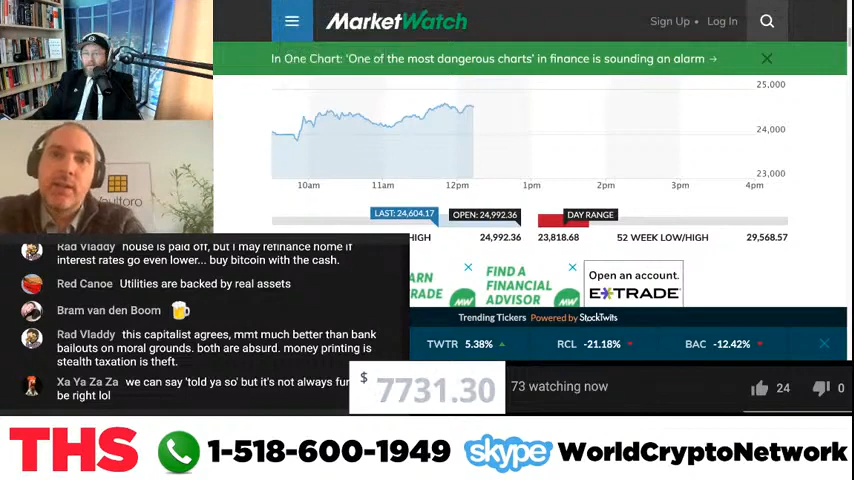 MarketWatch
Sign Up • Log In
In One Chart: 'One of the most dangerous charts' in finance is sounding an alarm →
25,000
24,000
23,000
10am 11am 12pm 1pm 2pm 3pm 4pm
LAST: 24,604.17 OPEN: 24,992.36 DAY RANGE
/HIGH 24,992.36 23,818.68 52 WEEK LOW/HIGH 29,568.57
Rad Vladdy house is paid off, but I may refinance home if
interest rates go even lower... buy bitcoin with the cash.
Red Canoe Utilities are backed by real assets
Bram van den Boom
Rad Vladdy this capitalist agrees, mmt much better than bank
bailouts on moral grounds. both are absurd. money printing is
stealth taxation is theft.
Xa Ya Za Za we can say 'told ya so' but it's not always fun
be right lol
TRADE
FIND A
FINANCIAL
ADVISOR
Open an account.
E*TRADE
Trending Tickers Powered by StockTwits
TWTR 5.38% RCL -21.18% BAC -12.42%
$ 7731.30
73 watching now
24 0
THS 1-518-600-1949 skype WorldCryptoNetwork